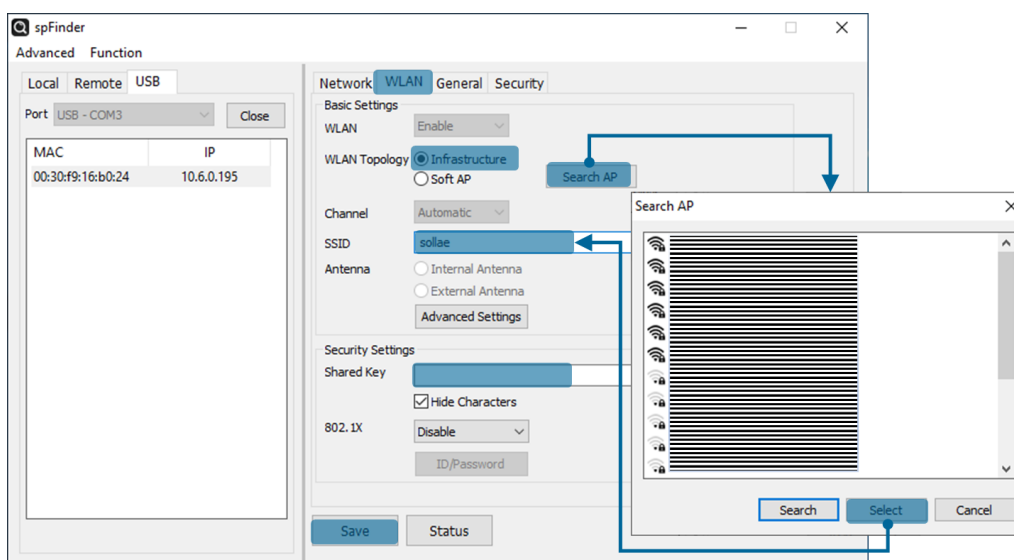 spFinder
Advanced Function
Local Remote USB
Port USB - COM3 Close
MAC IP
00:30:f9:16:b0:24 10.6.0.195
Network WLAN General Security
Basic Settings
WLAN Enable
WLAN Topology Infrastructure
Soft AP
Search AP
Channel Automatic
SSID sollae
Antenna Internal Antenna
External Antenna
Advanced Settings
Security Settings
Shared Key
Hide Characters
802.1X Disable
ID/Password
Save Status
Search AP
Search Select Cancel